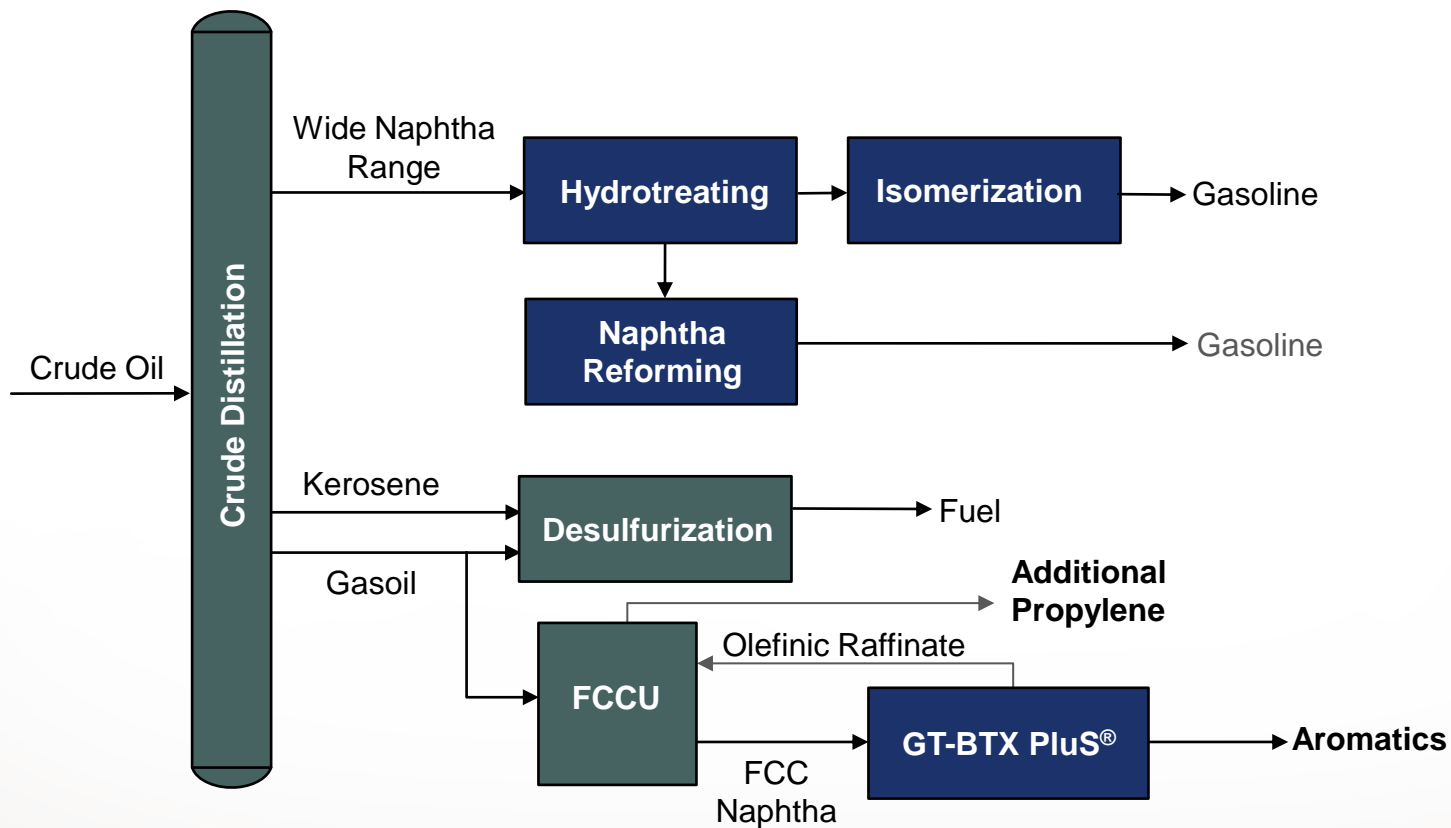 Wide Naphtha
Range
Hydrotreating
Isomerization
Gasoline
Naphtha
Reforming
Gasoline
Crude Oil
Crude Distillation
Kerosene
Desulfurization
Fuel
Gasoil
Additional
Propylene
Olefinic Raffinate
FCCU
GT-BTX PluS®
Aromatics
FCC
Naphtha